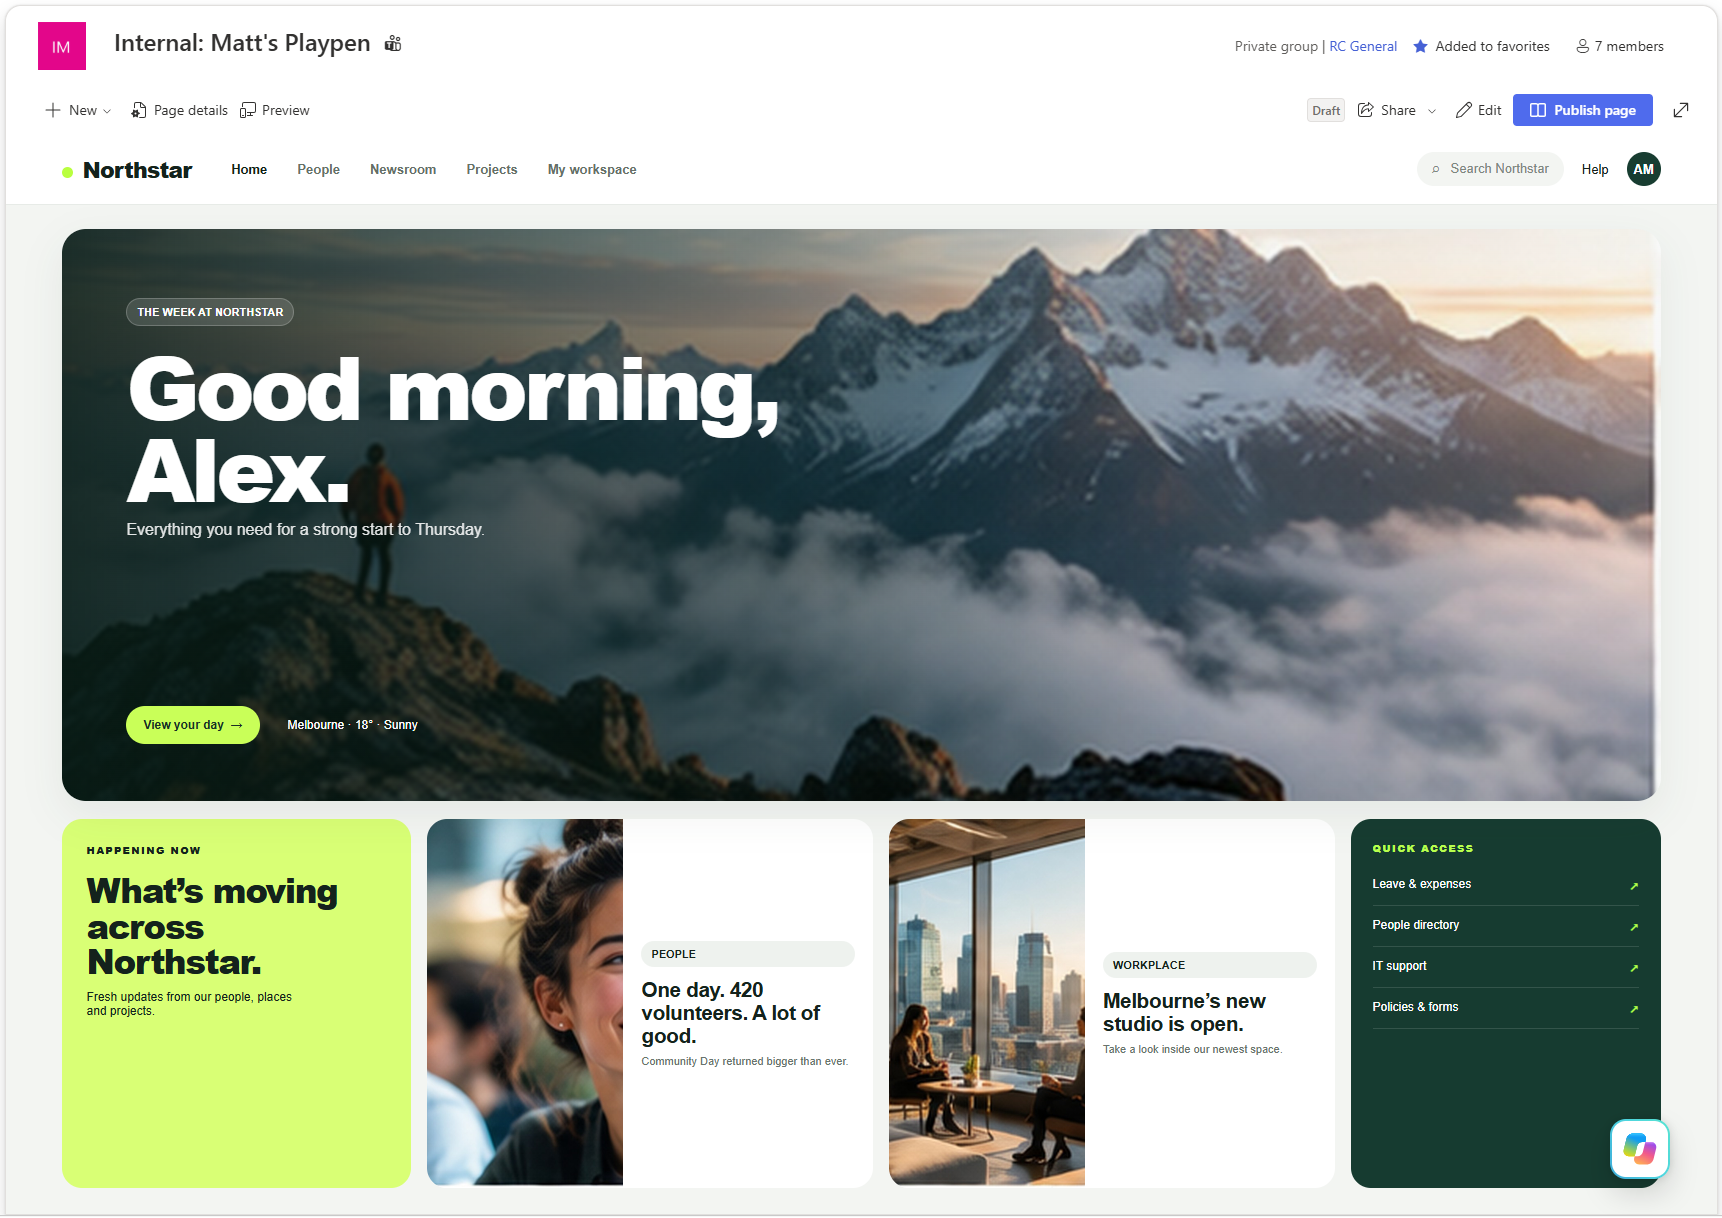 IM
Internal: Matt's Playpen
Private group | RC General
Added to favorites
7 members
New
Page details
Preview
Draft
Share
Edit
Publish page
Northstar
Home
People
Newsroom
Projects
My workspace
Search Northstar
Help
AM
THE WEEK AT NORTHSTAR
Good morning,
Alex.
Everything you need for a strong start to Thursday.
View your day →
Melbourne · 18° · Sunny
HAPPENING NOW
What’s moving
across
Northstar.
Fresh updates from our people, places
and projects.
PEOPLE
One day. 420
volunteers. A lot of
good.
Community Day returned bigger than ever.
WORKPLACE
Melbourne’s new
studio is open.
Take a look inside our newest space.
QUICK ACCESS
Leave & expenses ↗
People directory ↗
IT support ↗
Policies & forms ↗